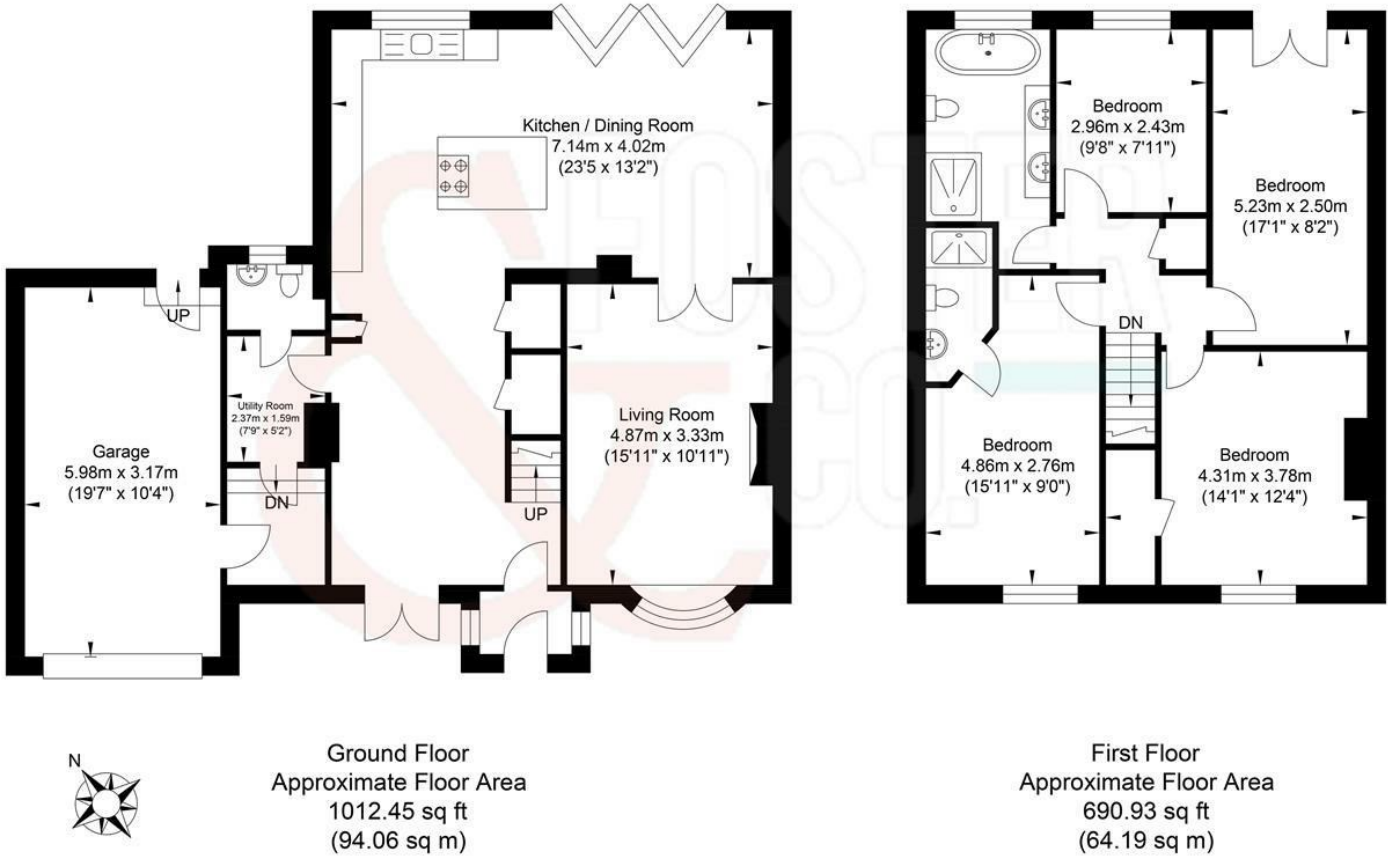 Kitchen / Dining Room
7.14m x 4.02m
(23'5 x 13'2")
UP
Utility Room
2.37m x 1.59m
(7'9" x 5'2")
Garage
5.98m x 3.17m
(19'7" x 10'4")
DN
Living Room
4.87m x 3.33m
(15'11" x 10'11")
UP
Bedroom
2.96m x 2.43m
(9'8" x 7'11")
Bedroom
5.23m x 2.50m
(17'1" x 8'2")
DN
Bedroom
4.86m x 2.76m
(15'11" x 9'0")
Bedroom
4.31m x 3.78m
(14'1" x 12'4")
FOSTER
& CO.
N
Ground Floor
Approximate Floor Area
1012.45 sq ft
(94.06 sq m)
First Floor
Approximate Floor Area
690.93 sq ft
(64.19 sq m)